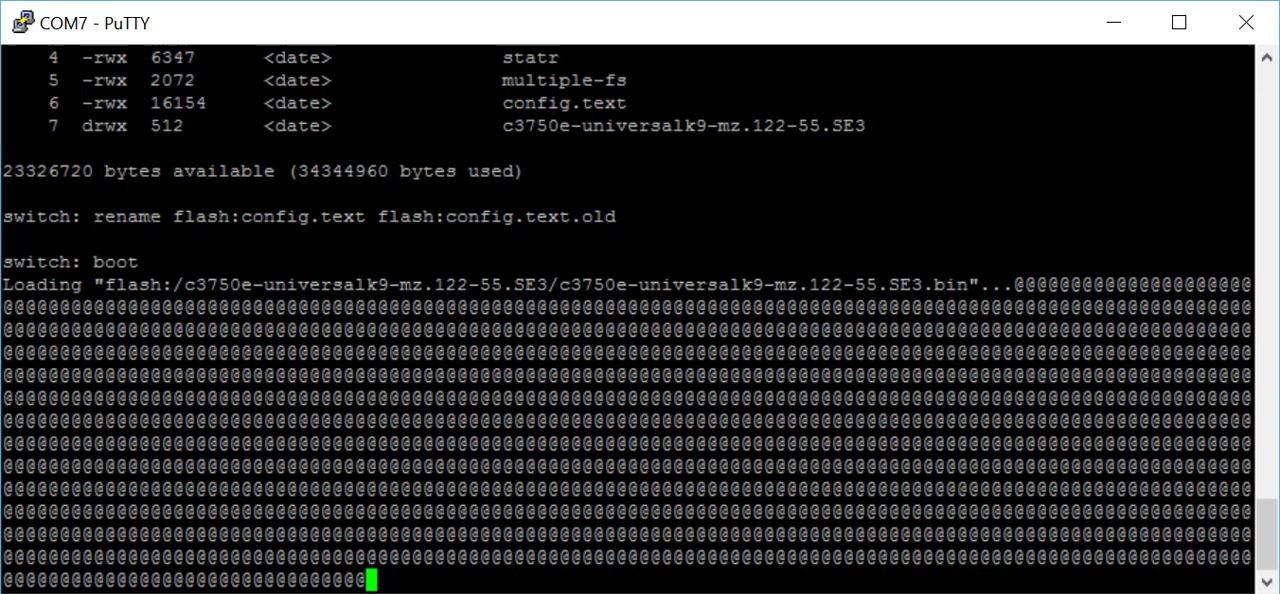 COM7 - PuTTY
4 -rwx 6347 <date> statr
5 -rwx 2072 <date> multiple-fs
6 -rwx 16154 <date> config.text
7 drwx 512 <date> c3750e-universalk9-mz.122-55.SE3
23326720 bytes available (34344960 bytes used)
switch: rename flash:config.text flash:config.text.old
switch: boot
Loading "flash:/c3750e-universalk9-mz.122-55.SE3/c3750e-universalk9-mz.122-55.SE3.bin"...@@@@@@@@@@@@@@@@@@@@@
@@@@@@@@@@@@@@@@@@@@@@@@@@@@@@@@@@@@@@@@@@@@@@@@@@@@@@@@@@@@@@@@@@@@@@@@@@@@@@@@@@@@@@@@@@@@@@@@@@@@@@@@@@@@@@
@@@@@@@@@@@@@@@@@@@@@@@@@@@@@@@@@@@@@@@@@@@@@@@@@@@@@@@@@@@@@@@@@@@@@@@@@@@@@@@@@@@@@@@@@@@@@@@@@@@@@@@@@@@@@@
@@@@@@@@@@@@@@@@@@@@@@@@@@@@@@@@@@@@@@@@@@@@@@@@@@@@@@@@@@@@@@@@@@@@@@@@@@@@@@@@@@@@@@@@@@@@@@@@@@@@@@@@@@@@@@
@@@@@@@@@@@@@@@@@@@@@@@@@@@@@@@@@@@@@@@@@@@@@@@@@@@@@@@@@@@@@@@@@@@@@@@@@@@@@@@@@@@@@@@@@@@@@@@@@@@@@@@@@@@@@@
@@@@@@@@@@@@@@@@@@@@@@@@@@@@@@@@@@@@@@@@@@@@@@@@@@@@@@@@@@@@@@@@@@@@@@@@@@@@@@@@@@@@@@@@@@@@@@@@@@@@@@@@@@@@@@
@@@@@@@@@@@@@@@@@@@@@@@@@@@@@@@@@@@@@@@@@@@@@@@@@@@@@@@@@@@@@@@@@@@@@@@@@@@@@@@@@@@@@@@@@@@@@@@@@@@@@@@@@@@@@@
@@@@@@@@@@@@@@@@@@@@@@@@@@@@@@@@@@@@@@@@@@@@@@@@@@@@@@@@@@@@@@@@@@@@@@@@@@@@@@@@@@@@@@@@@@@@@@@@@@@@@@@@@@@@@@
@@@@@@@@@@@@@@@@@@@@@@@@@@@@@@@@@@@@@@@@@@@@@@@@@@@@@@@@@@@@@@@@@@@@@@@@@@@@@@@@@@@@@@@@@@@@@@@@@@@@@@@@@@@@@@
@@@@@@@@@@@@@@@@@@@@@@@@@@@@@@@@@@@@@@@@@@@@@@@@@@@@@@@@@@@@@@@@@@@@@@@@@@@@@@@@@@@@@@@@@@@@@@@@@@@@@@@@@@@@@@
@@@@@@@@@@@@@@@@@@@@@@@@@@@@@@@@@@@@@@@@@@@@@@@@@@@@@@@@@@@@@@@@@@@@@@@@@@@@@@@@@@@@@@@@@@@@@@@@@@@@@@@@@@@@@@
@@@@@@@@@@@@@@@@@@@@@@@@@@@@@@@@@@@@@@@@@@@@@@@@@@@@@@@@@@@@@@@@@@@@@@@@@@@@@@@@@@@@@@@@@@@@@@@@@@@@@@@@@@@@@@
@@@@@@@@@@@@@@@@@@@@@@@@@@@@@@@@@@@@@@@@@@@@@@@@@@@@@@@@@@@@@@@@@@@@@@@@@@@@@@@@@@@@@@@@@@@@@@@@@@@@@@@@@@@@@@
@@@@@@@@@@@@@@@@@@@@@@@@@@@@@@@@